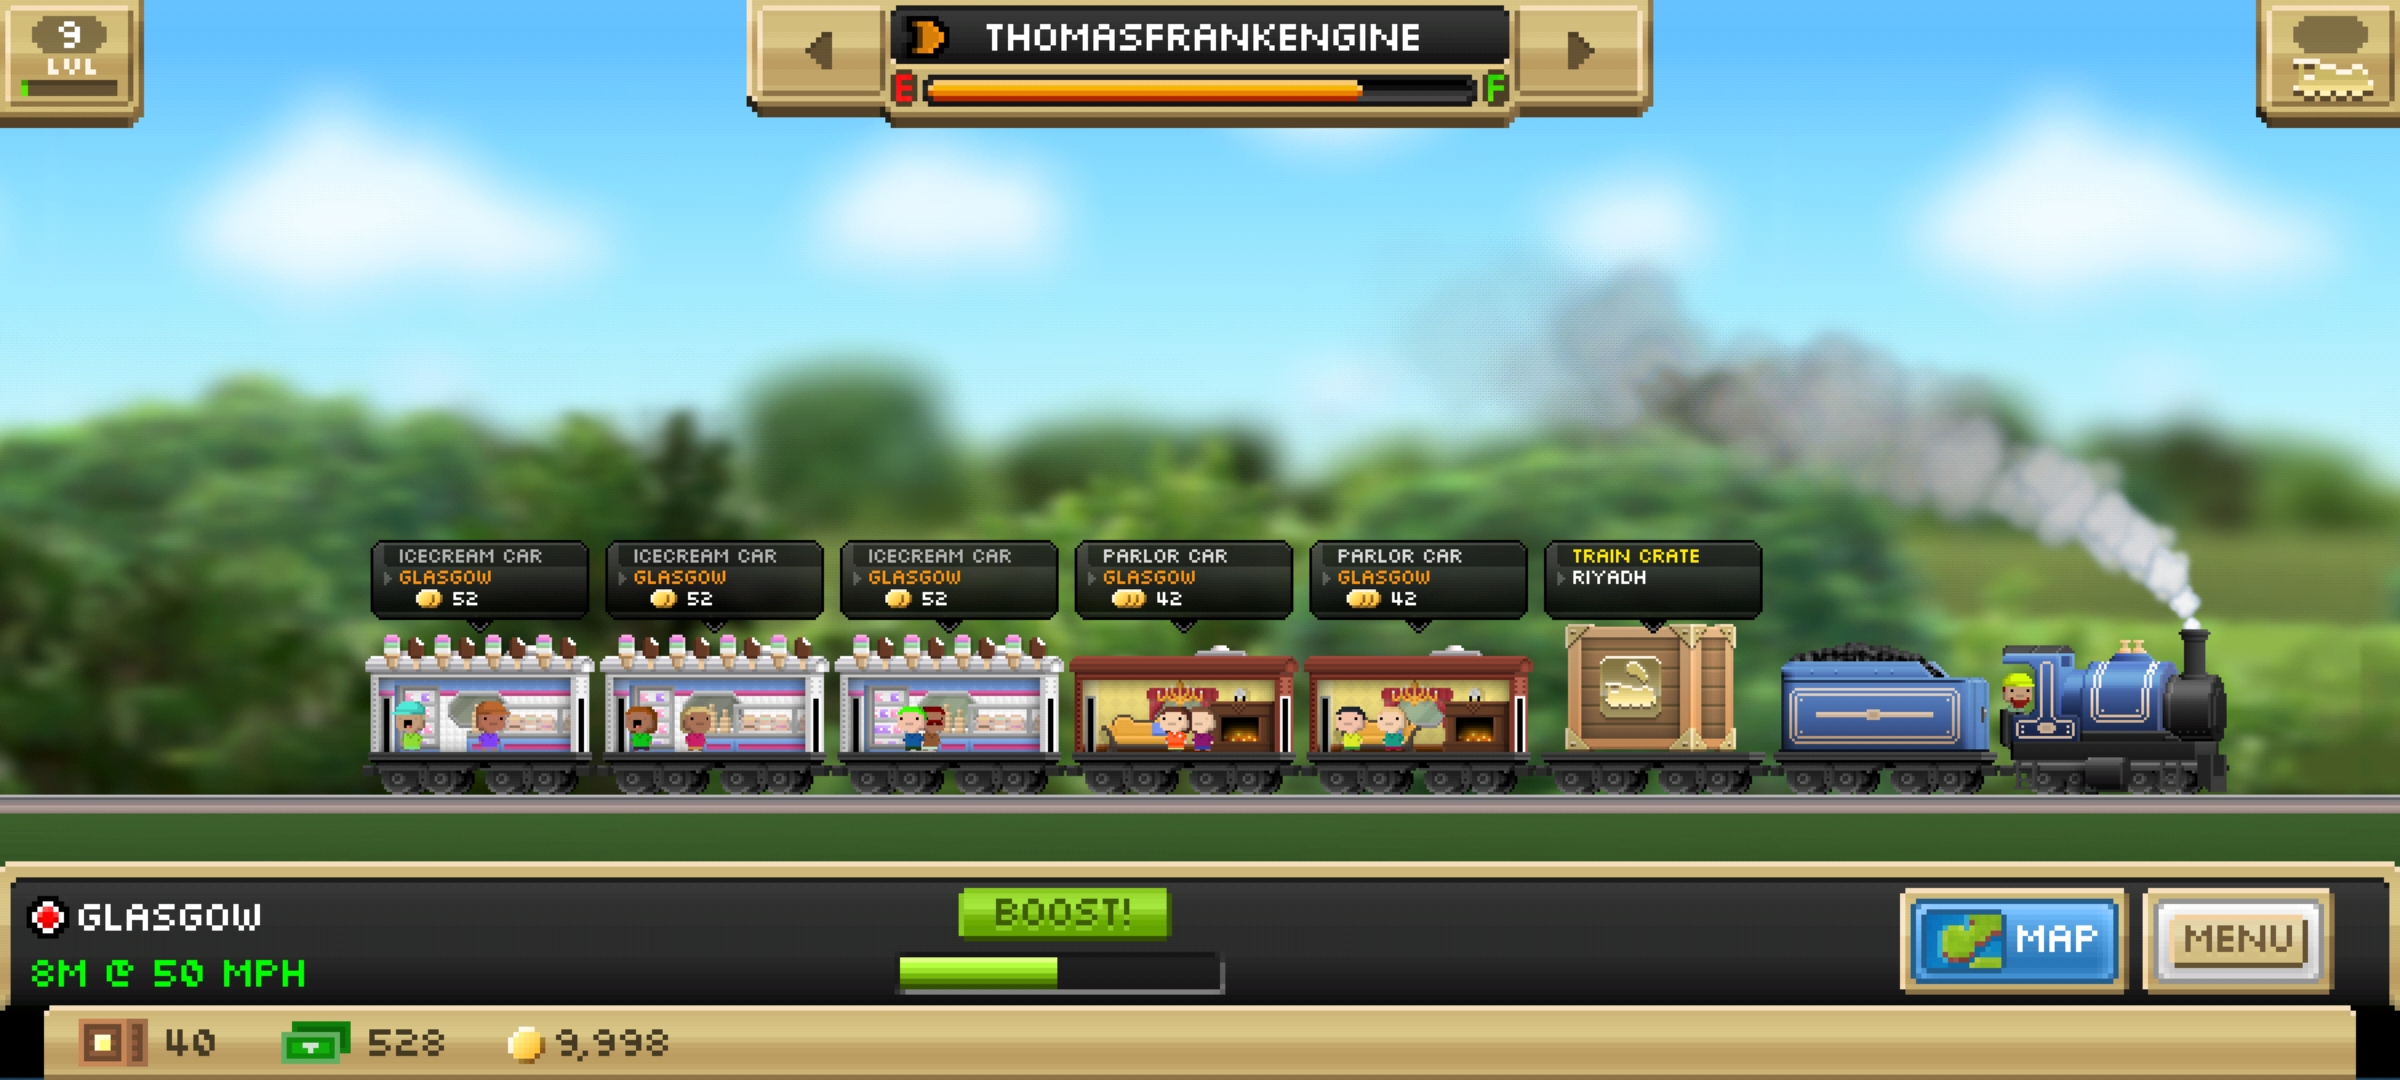 9
LVL
THOMASFRANKENGINE
E
F
ICECREAM CAR
GLASGOW
52
ICECREAM CAR
GLASGOW
52
ICECREAM CAR
GLASGOW
52
PARLOR CAR
GLASGOW
42
PARLOR CAR
GLASGOW
42
TRAIN CRATE
RIYADH
GLASGOW
8M @ 50 MPH
BOOST!
MAP
MENU
40
528
9,998